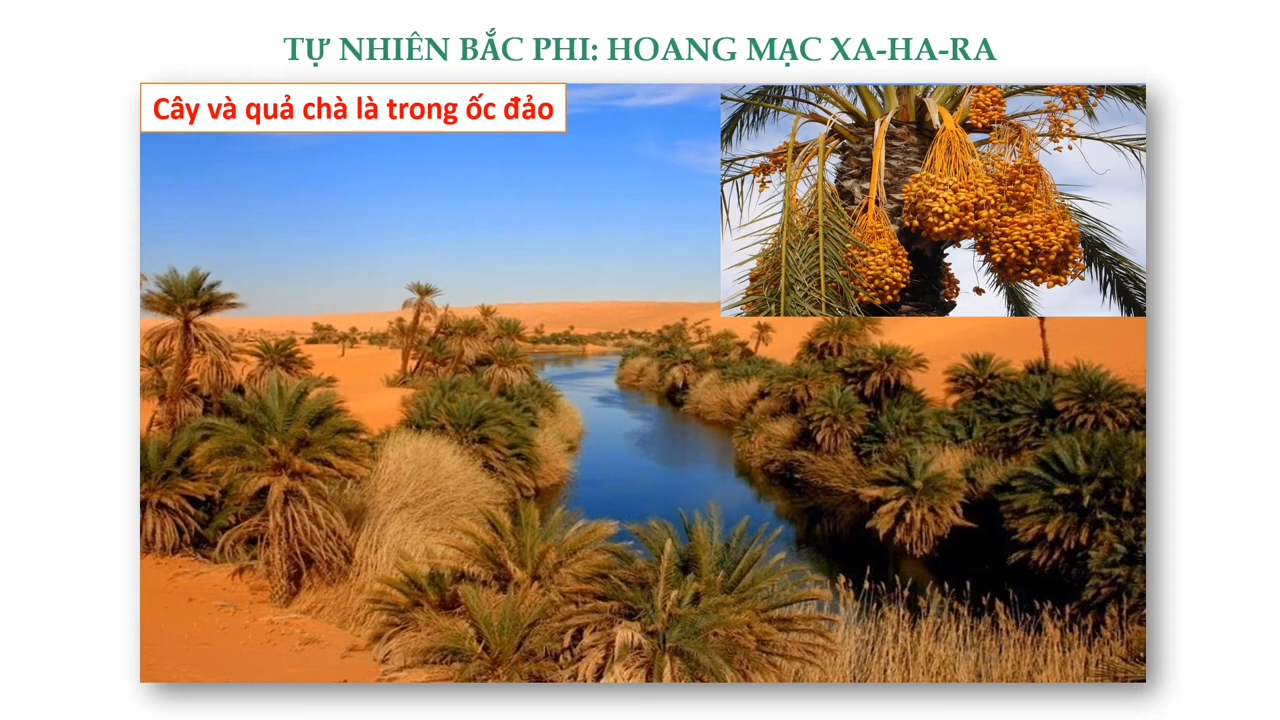 TỰ NHIÊN BẮC PHI: HOANG MẠC XA-HA-RA
Cây và quả chà là trong ốc đảo